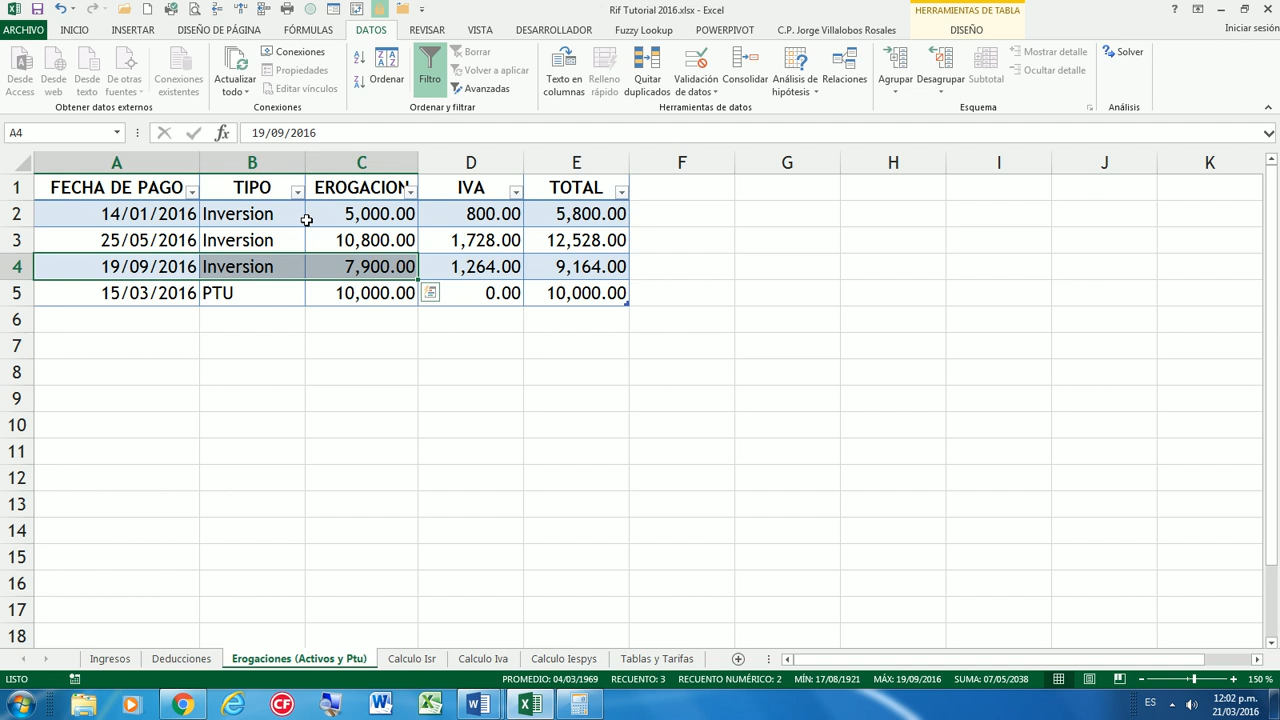 Rif Tutorial 2016.xlsx - Excel
HERRAMIENTAS DE TABLA
ARCHIVO INICIO INSERTAR DISEÑO DE PÁGINA FÓRMULAS DATOS REVISAR VISTA DESARROLLADOR Fuzzy Lookup POWERPIVOT C.P. Jorge Villalobos Rosales DISEÑO Iniciar sesión
Desde Access
Desde web
Desde texto
De otras fuentes
Conexiones existentes
Obtener datos externos
Actualizar todo
Conexiones
Propiedades
Editar vínculos
Conexiones
Ordenar
Filtro
Borrar
Volver a aplicar
Avanzadas
Ordenar y filtrar
Texto en columnas
Relleno rápido
Quitar duplicados
Validación de datos
Consolidar
Análisis de hipótesis
Relaciones
Herramientas de datos
Agrupar
Desagrupar
Subtotal
Mostrar detalle
Ocultar detalle
Esquema
Solver
Análisis
A4 fx 19/09/2016
A B C D E F G H I J K
1 FECHA DE PAGO TIPO EROGACION IVA TOTAL
2 14/01/2016 Inversion 5,000.00 800.00 5,800.00
3 25/05/2016 Inversion 10,800.00 1,728.00 12,528.00
4 19/09/2016 Inversion 7,900.00 1,264.00 9,164.00
5 15/03/2016 PTU 10,000.00 0.00 10,000.00
6
7
8
9
10
11
12
13
14
15
16
17
18
Ingresos Deducciones Erogaciones (Activos y Ptu) Calculo Isr Calculo Iva Calculo Iespys Tablas y Tarifas
LISTO PROMEDIO: 04/03/1969 RECUENTO: 3 RECUENTO NUMÉRICO: 2 MÍN: 17/08/1921 MÁX: 19/09/2016 SUMA: 07/05/2038 150 %
ES 12:02 p.m.
21/03/2016